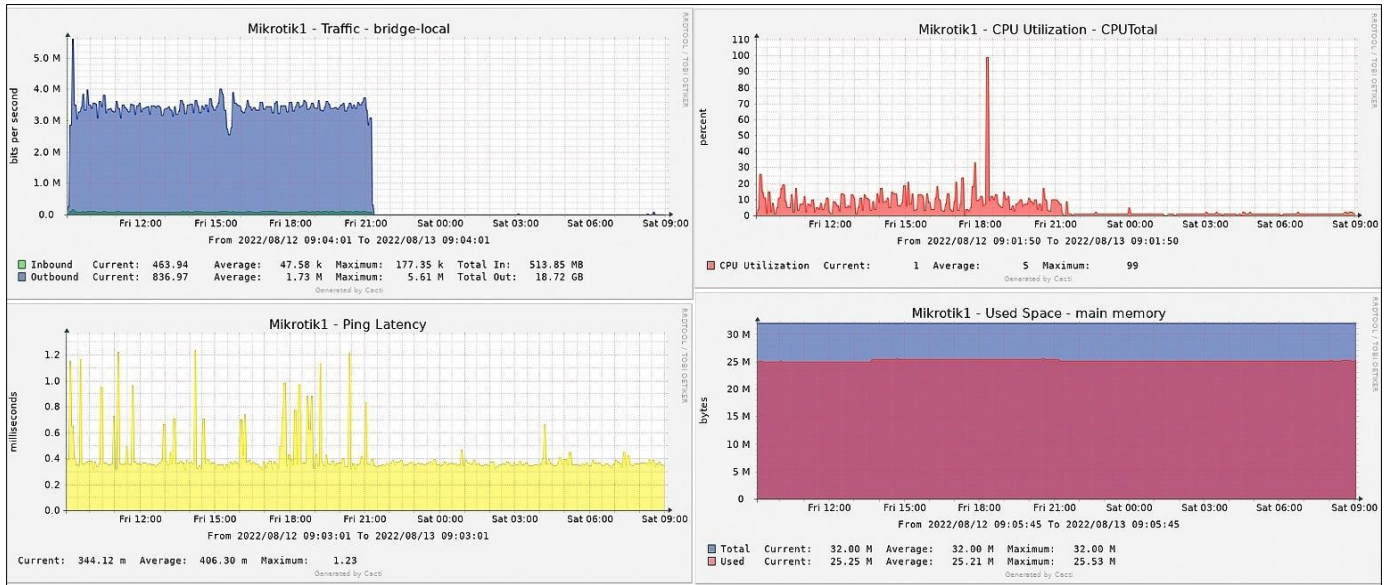 Mikrotik1 - Traffic - bridge-local
RRDTOOL / TOBI OETIKER
bits per second
5.0 M
4.0 M
3.0 M
2.0 M
1.0 M
0.0
Fri 12:00 Fri 15:00 Fri 18:00 Fri 21:00 Sat 00:00 Sat 03:00 Sat 06:00 Sat 09:00
From 2022/08/12 09:04:01 To 2022/08/13 09:04:01
Inbound Current: 463.94 Average: 47.58 k Maximum: 177.35 k Total In: 513.85 MB
Outbound Current: 836.97 Average: 1.73 M Maximum: 5.61 M Total Out: 18.72 GB
Generated by Cacti
Mikrotik1 - CPU Utilization - CPUTotal
RRDTOOL / TOBI OETIKER
percent
110
100
90
80
70
60
50
40
30
20
10
0
Fri 12:00 Fri 15:00 Fri 18:00 Fri 21:00 Sat 00:00 Sat 03:00 Sat 06:00 Sat 09:00
From 2022/08/12 09:01:50 To 2022/08/13 09:01:50
CPU Utilization Current: 1 Average: 5 Maximum: 99
Generated by Cacti
Mikrotik1 - Ping Latency
RRDTOOL / TOBI OETIKER
milliseconds
1.2
1.0
0.8
0.6
0.4
0.2
0.0
Fri 12:00 Fri 15:00 Fri 18:00 Fri 21:00 Sat 00:00 Sat 03:00 Sat 06:00 Sat 09:00
From 2022/08/12 09:03:01 To 2022/08/13 09:03:01
Current: 344.12 m Average: 406.30 m Maximum: 1.23
Generated by Cacti
Mikrotik1 - Used Space - main memory
RRDTOOL / TOBI OETIKER
bytes
30 M
25 M
20 M
15 M
10 M
5 M
0
Fri 12:00 Fri 15:00 Fri 18:00 Fri 21:00 Sat 00:00 Sat 03:00 Sat 06:00 Sat 09:00
From 2022/08/12 09:05:45 To 2022/08/13 09:05:45
Total Current: 32.00 M Average: 32.00 M Maximum: 32.00 M
Used Current: 25.25 M Average: 25.21 M Maximum: 25.53 M
Generated by Cacti